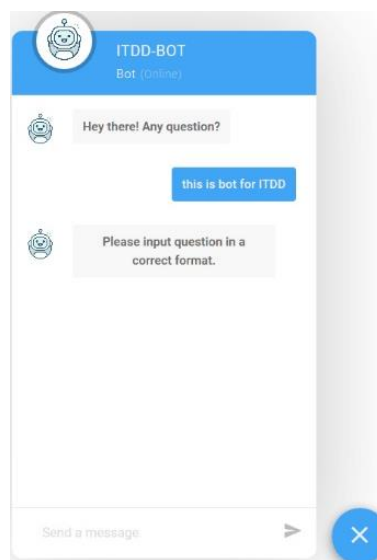 ITDD-BOT
Bot (Online)
Hey there! Any question?
this is bot for ITDD
Please input question in a
correct format.
Send a message